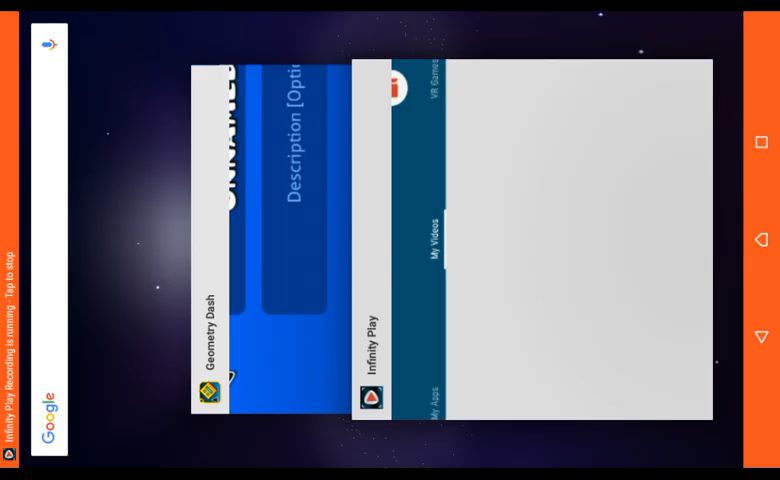 Infinity Play Recording is running - Tap to stop
Google
Geometry Dash
Description [Optio
Infinity Play
My Apps
My Videos
VR Games